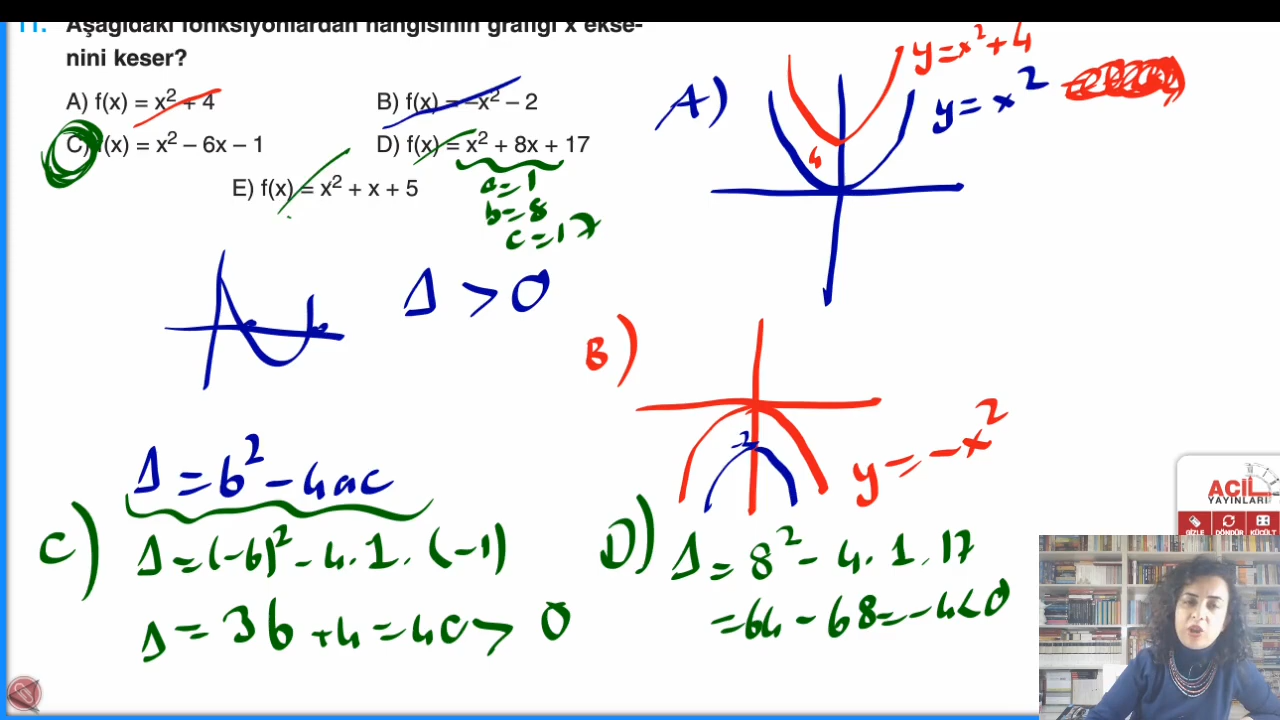 11. Aşağıdaki fonksiyonlardan hangisinin grafiği x ekse-
nini keser?
A) f(x) = x² + 4
B) f(x) = –x² – 2
C) f(x) = x² – 6x – 1
D) f(x) = x² + 8x + 17
E) f(x) = x² + x + 5
a=1
b=8
c=17
Δ > 0
A)
y=x²+4
y=x²
4
B)
-2
y=-x²
Δ=b²-4ac
C)
Δ=(-6)²-4.1.(-1)
Δ=36+4=40>0
D)
Δ=8²-4.1.17
=64-68=-4<0
ACİL
YAYINLARI
GİZLE DÖNDÜR KÜÇÜLT